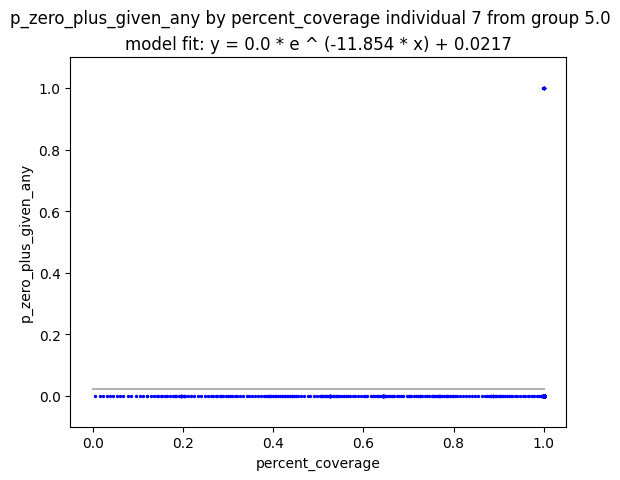 p_zero_plus_given_any by percent_coverage individual 7 from group 5.0
model fit: y = 0.0 * e ^ (-11.854 * x) + 0.0217
p_zero_plus_given_any
1.0
0.8
0.6
0.4
0.2
0.0
0.0 0.2 0.4 0.6 0.8 1.0
percent_coverage